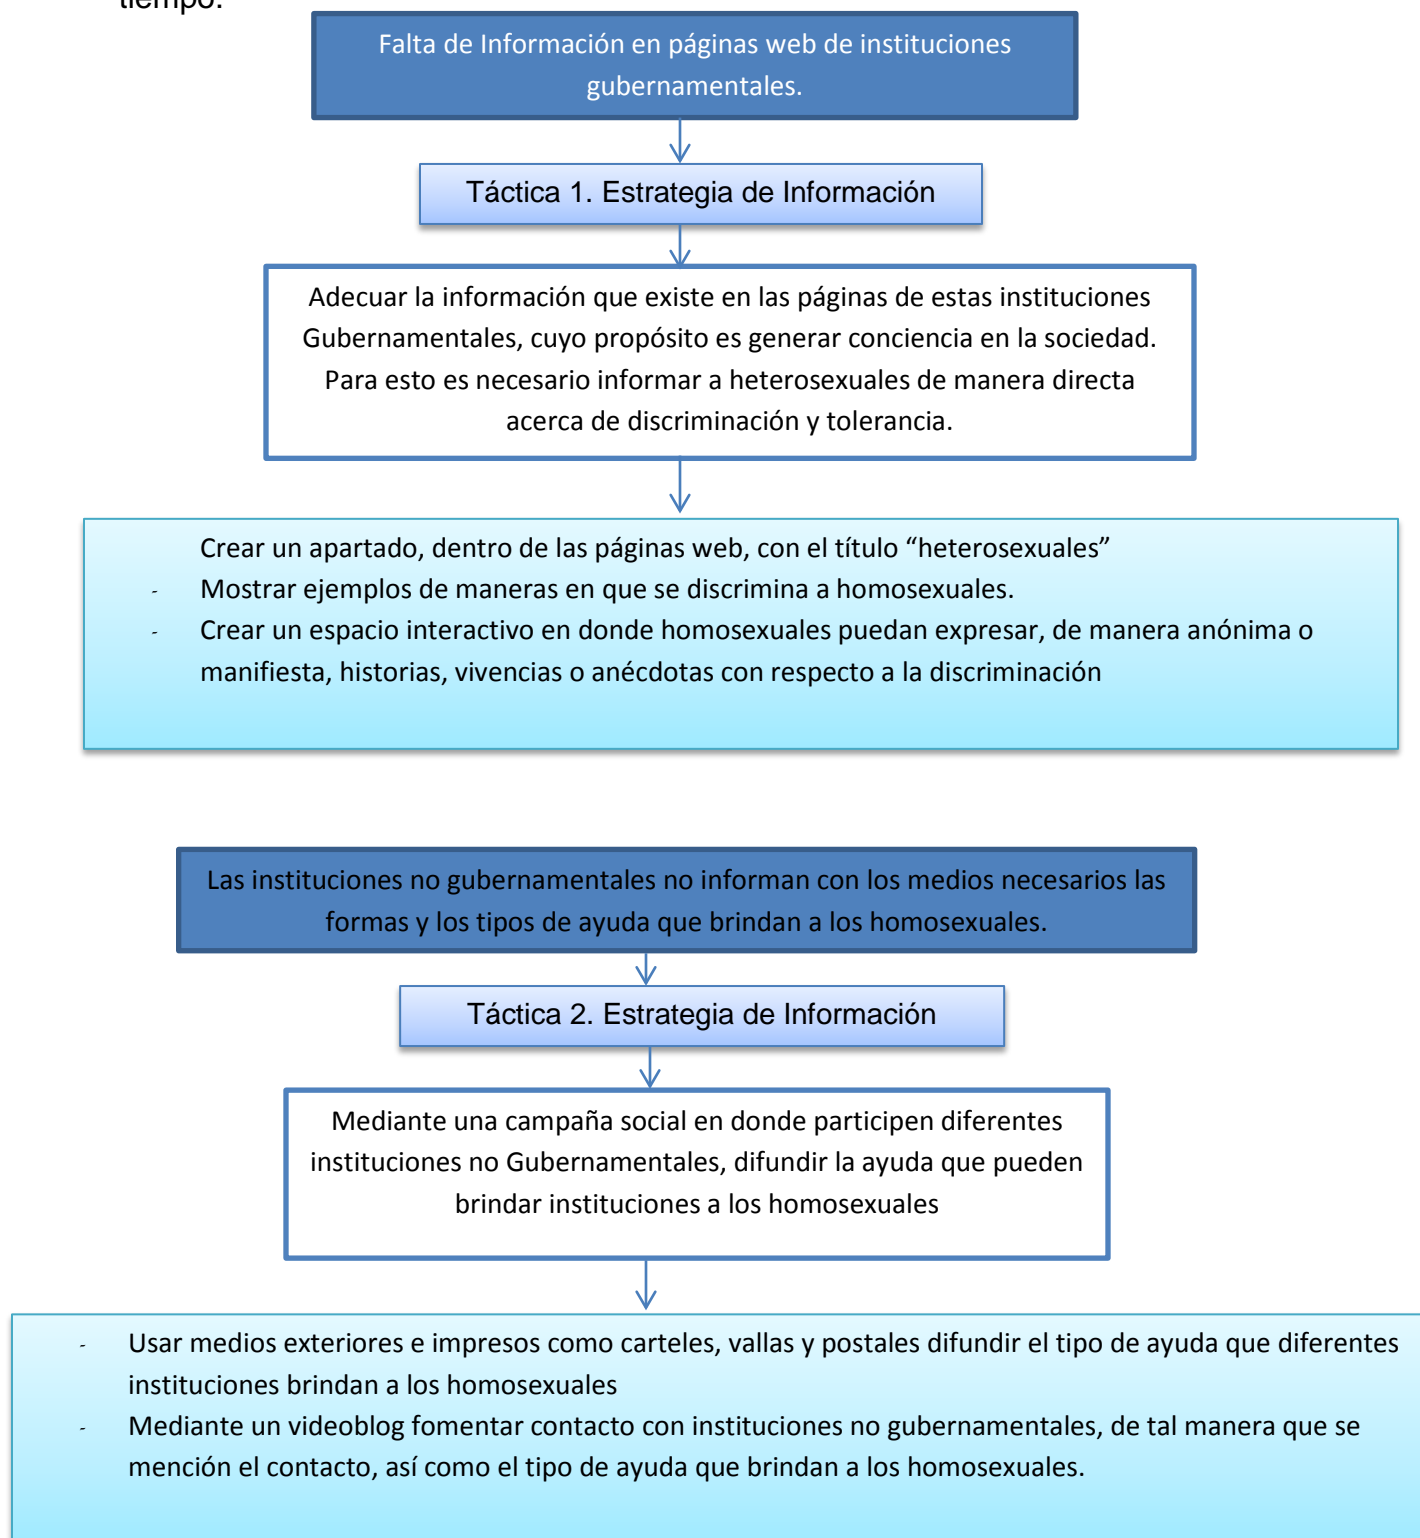 tiempo.
Falta de Información en páginas web de instituciones
gubernamentales.
Táctica 1. Estrategia de Información
Adecuar la información que existe en las páginas de estas instituciones
Gubernamentales, cuyo propósito es generar conciencia en la sociedad.
Para esto es necesario informar a heterosexuales de manera directa
acerca de discriminación y tolerancia.
Crear un apartado, dentro de las páginas web, con el título “heterosexuales”
- Mostrar ejemplos de maneras en que se discrimina a homosexuales.
- Crear un espacio interactivo en donde homosexuales puedan expresar, de manera anónima o
manifiesta, historias, vivencias o anécdotas con respecto a la discriminación
Las instituciones no gubernamentales no informan con los medios necesarios las
formas y los tipos de ayuda que brindan a los homosexuales.
Táctica 2. Estrategia de Información
Mediante una campaña social en donde participen diferentes
instituciones no Gubernamentales, difundir la ayuda que pueden
brindar instituciones a los homosexuales
- Usar medios exteriores e impresos como carteles, vallas y postales difundir el tipo de ayuda que diferentes
instituciones brindan a los homosexuales
- Mediante un videoblog fomentar contacto con instituciones no gubernamentales, de tal manera que se
mención el contacto, así como el tipo de ayuda que brindan a los homosexuales.